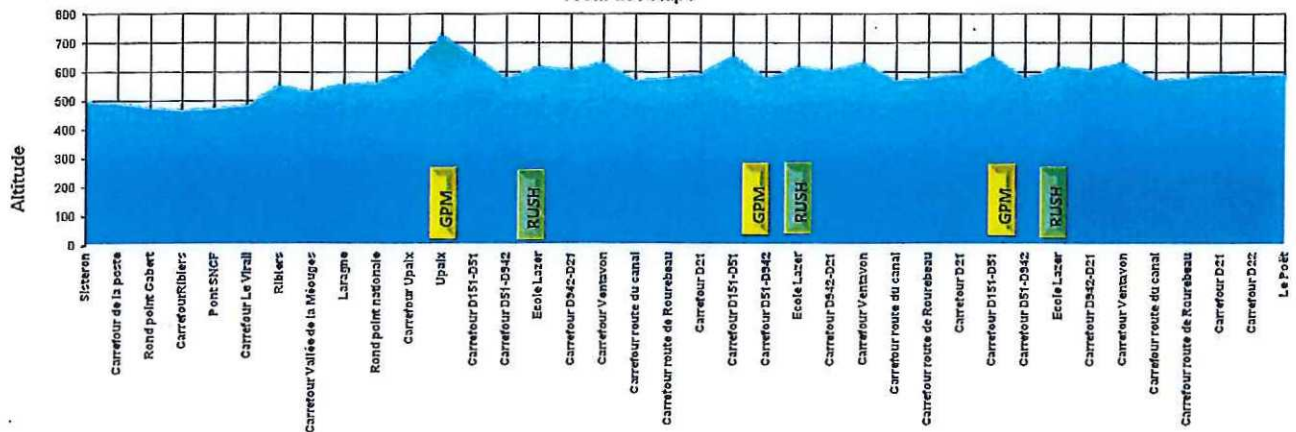 800
700
600
500
400
300
200
100
0
Altitude
GPM
RUSH
GPM
RUSH
GPM
RUSH
Sisteron
Carrefour de la poste
Rond point Gabert
CarrefourRibiers
Pont SNCF
Carrefour Le Virail
Ribiers
Carrefour Vallée de la Méouges
Laragne
Rond point nationale
Carrefour Upaix
Upaix
Carrefour D151-D51
Carrefour D51-D942
Ecole Lazer
Carrefour D942-D21
Carrefour Ventavon
Carrefour route du canal
Carrefour route de Rourebeau
Carrefour D21
Carrefour D151-D51
Carrefour D51-D942
Ecole Lazer
Carrefour D942-D21
Carrefour Ventavon
Carrefour route du canal
Carrefour route de Rourebeau
Carrefour D21
Carrefour D151-D51
Carrefour D51-D942
Ecole Lazer
Carrefour D942-D21
Carrefour Ventavon
Carrefour route du canal
Carrefour route de Rourebeau
Carrefour D21
Carrefour D22
Le Poët